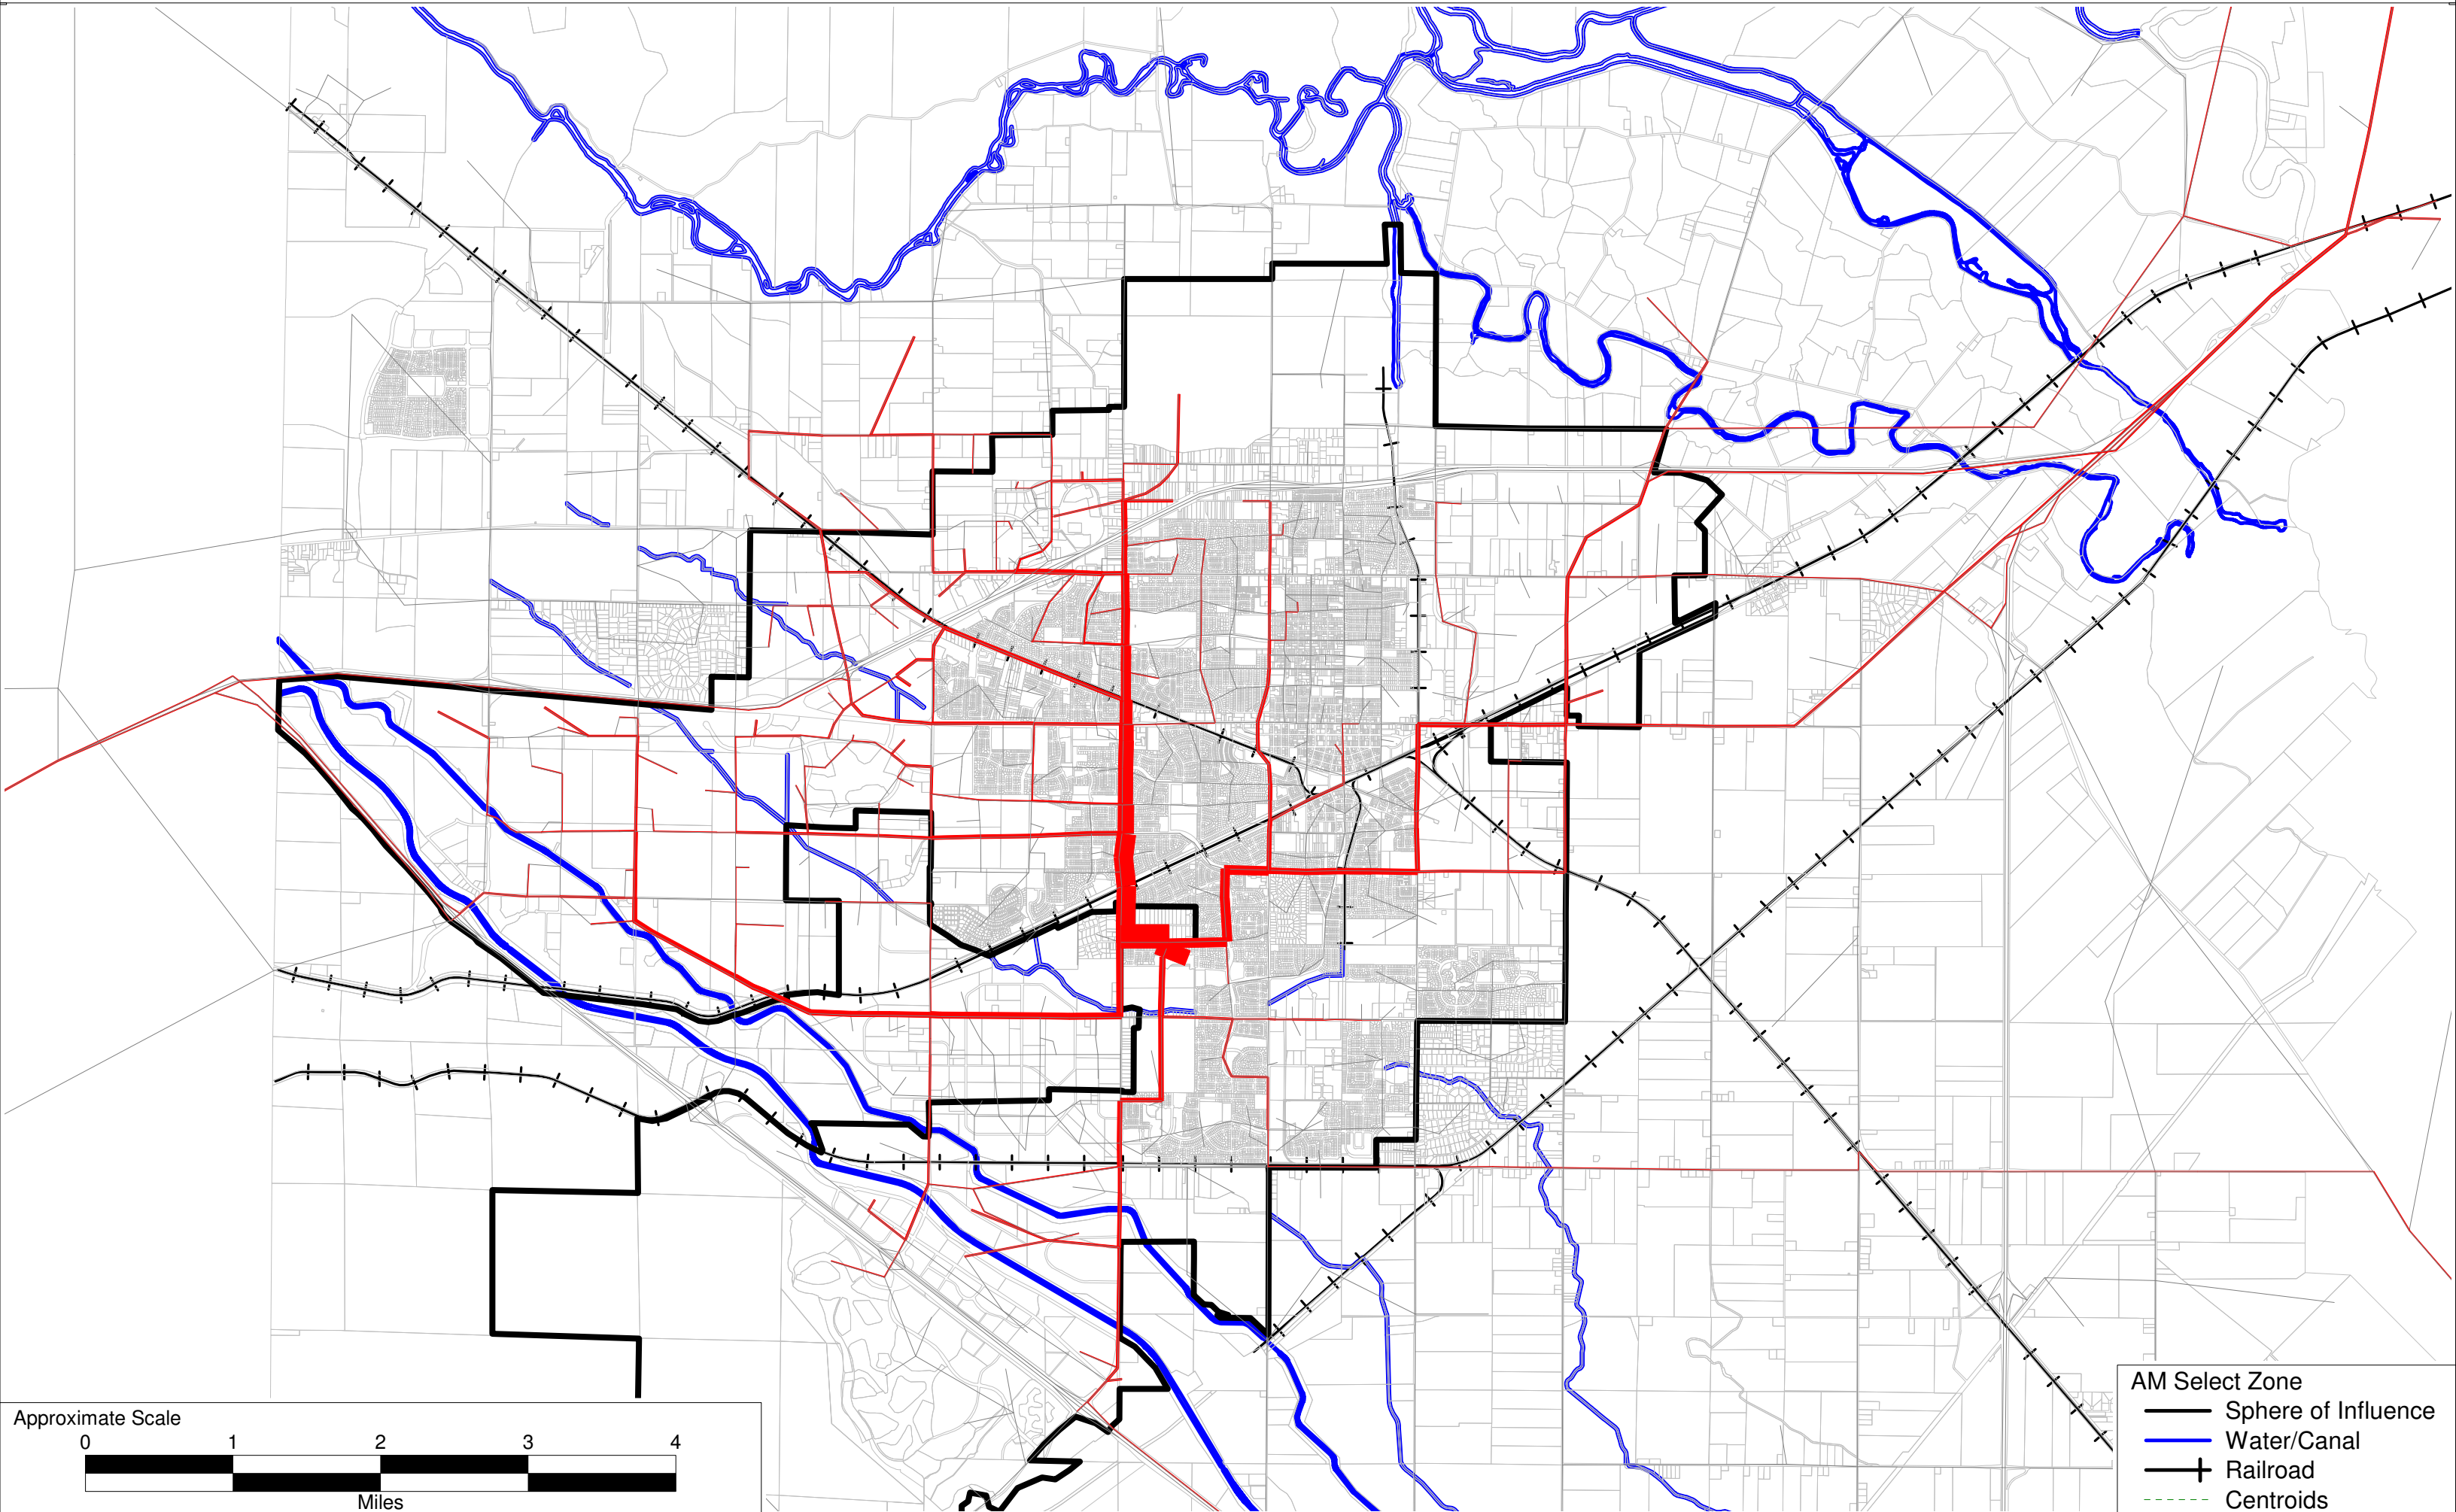 Approximate Scale
0 1 2 3 4
Miles
AM Select Zone
Sphere of Influence
Water/Canal
Railroad
Centroids